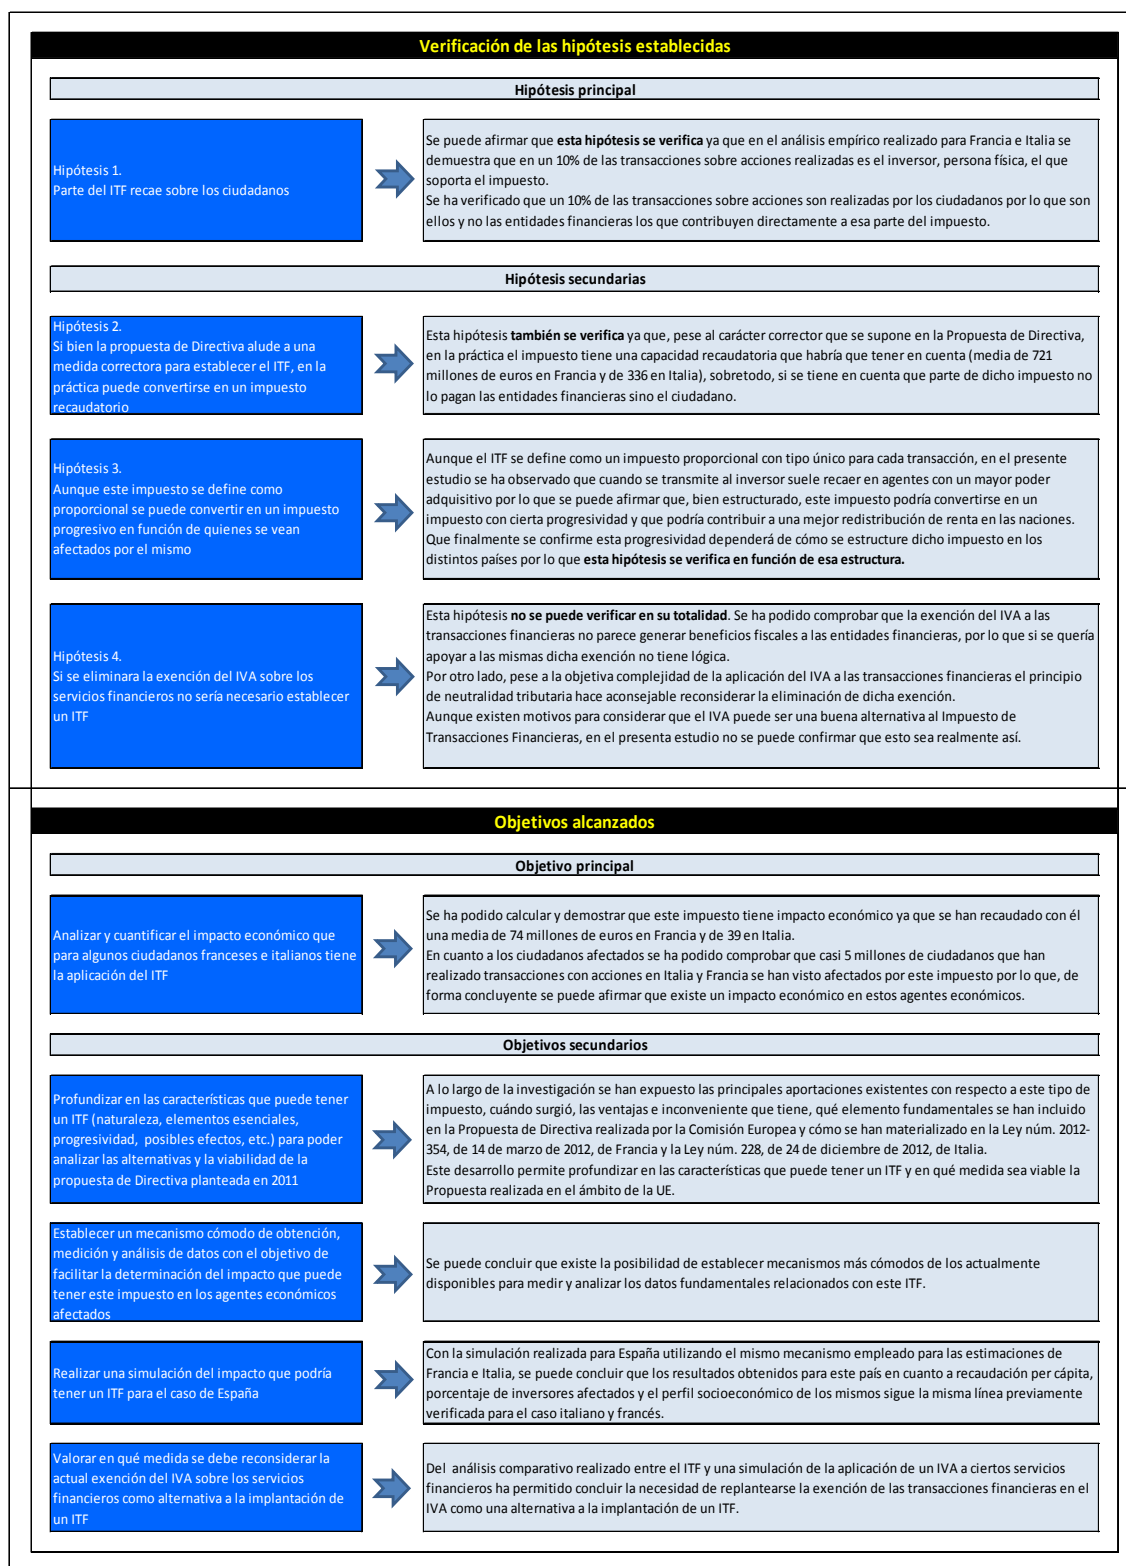 Verificación de las hipótesis establecidas
Hipótesis principal
Hipótesis 1.
Parte del ITF recae sobre los ciudadanos
Se puede afirmar que esta hipótesis se verifica ya que en el análisis empírico realizado para Francia e Italia se
demuestra que en un 10% de las transacciones sobre acciones realizadas es el inversor, persona física, el que
soporta el impuesto.
Se ha verificado que un 10% de las transacciones sobre acciones son realizadas por los ciudadanos por lo que son
ellos y no las entidades financieras los que contribuyen directamente a esa parte del impuesto.
Hipótesis secundarias
Hipótesis 2.
Si bien la propuesta de Directiva alude a una
medida correctora para establecer el ITF, en la
práctica puede convertirse en un impuesto
recaudatorio
Esta hipótesis también se verifica ya que, pese al carácter corrector que se supone en la Propuesta de Directiva,
en la práctica el impuesto tiene una capacidad recaudatoria que habría que tener en cuenta (media de 721
millones de euros en Francia y de 336 en Italia), sobretodo, si se tiene en cuenta que parte de dicho impuesto no
lo pagan las entidades financieras sino el ciudadano.
Hipótesis 3.
Aunque este impuesto se define como
proporcional se puede convertir en un impuesto
progresivo en función de quienes se vean
afectados por el mismo
Aunque el ITF se define como un impuesto proporcional con tipo único para cada transacción, en el presente
estudio se ha observado que cuando se transmite al inversor suele recaer en agentes con un mayor poder
adquisitivo por lo que se puede afirmar que, bien estructurado, este impuesto podría convertirse en un
impuesto con cierta progresividad y que podría contribuir a una mejor redistribución de renta en las naciones.
Que finalmente se confirme esta progresividad dependerá de cómo se estructure dicho impuesto en los
distintos países por lo que esta hipótesis se verifica en función de esa estructura.
Hipótesis 4.
Si se eliminara la exención del IVA sobre los
servicios financieros no sería necesario establecer
un ITF
Esta hipótesis no se puede verificar en su totalidad. Se ha podido comprobar que la exención del IVA a las
transacciones financieras no parece generar beneficios fiscales a las entidades financieras, por lo que si se quería
apoyar a las mismas dicha exención no tiene lógica.
Por otro lado, pese a la objetiva complejidad de la aplicación del IVA a las transacciones financieras el principio
de neutralidad tributaria hace aconsejable reconsiderar la eliminación de dicha exención.
Aunque existen motivos para considerar que el IVA puede ser una buena alternativa al Impuesto de
Transacciones Financieras, en el presenta estudio no se puede confirmar que esto sea realmente así.
Objetivos alcanzados
Objetivo principal
Analizar y cuantificar el impacto económico que
para algunos ciudadanos franceses e italianos tiene
la aplicación del ITF
Se ha podido calcular y demostrar que este impuesto tiene impacto económico ya que se han recaudado con él
una media de 74 millones de euros en Francia y de 39 en Italia.
En cuanto a los ciudadanos afectados se ha podido comprobar que casi 5 millones de ciudadanos que han
realizado transacciones con acciones en Italia y Francia se han visto afectados por este impuesto por lo que, de
forma concluyente se puede afirmar que existe un impacto económico en estos agentes económicos.
Objetivos secundarios
Profundizar en las características que puede tener
un ITF (naturaleza, elementos esenciales,
progresividad, posibles efectos, etc.) para poder
analizar las alternativas y la viabilidad de la
propuesta de Directiva planteada en 2011
A lo largo de la investigación se han expuesto las principales aportaciones existentes con respecto a este tipo de
impuesto, cuándo surgió, las ventajas e inconveniente que tiene, qué elemento fundamentales se han incluido
en la Propuesta de Directiva realizada por la Comisión Europea y cómo se han materializado en la Ley núm. 2012-
354, de 14 de marzo de 2012, de Francia y la Ley núm. 228, de 24 de diciembre de 2012, de Italia.
Este desarrollo permite profundizar en las características que puede tener un ITF y en qué medida sea viable la
Propuesta realizada en el ámbito de la UE.
Establecer un mecanismo cómodo de obtención,
medición y análisis de datos con el objetivo de
facilitar la determinación del impacto que puede
tener este impuesto en los agentes económicos
afectados
Se puede concluir que existe la posibilidad de establecer mecanismos más cómodos de los actualmente
disponibles para medir y analizar los datos fundamentales relacionados con este ITF.
Realizar una simulación del impacto que podría
tener un ITF para el caso de España
Con la simulación realizada para España utilizando el mismo mecanismo empleado para las estimaciones de
Francia e Italia, se puede concluir que los resultados obtenidos para este país en cuanto a recaudación per cápita,
porcentaje de inversores afectados y el perfil socioeconómico de los mismos sigue la misma línea previamente
verificada para el caso italiano y francés.
Valorar en qué medida se debe reconsiderar la
actual exención del IVA sobre los servicios
financieros como alternativa a la implantación de
un ITF
Del análisis comparativo realizado entre el ITF y una simulación de la aplicación de un IVA a ciertos servicios
financieros ha permitido concluir la necesidad de replantearse la exención de las transacciones financieras en el
IVA como una alternativa a la implantación de un ITF.